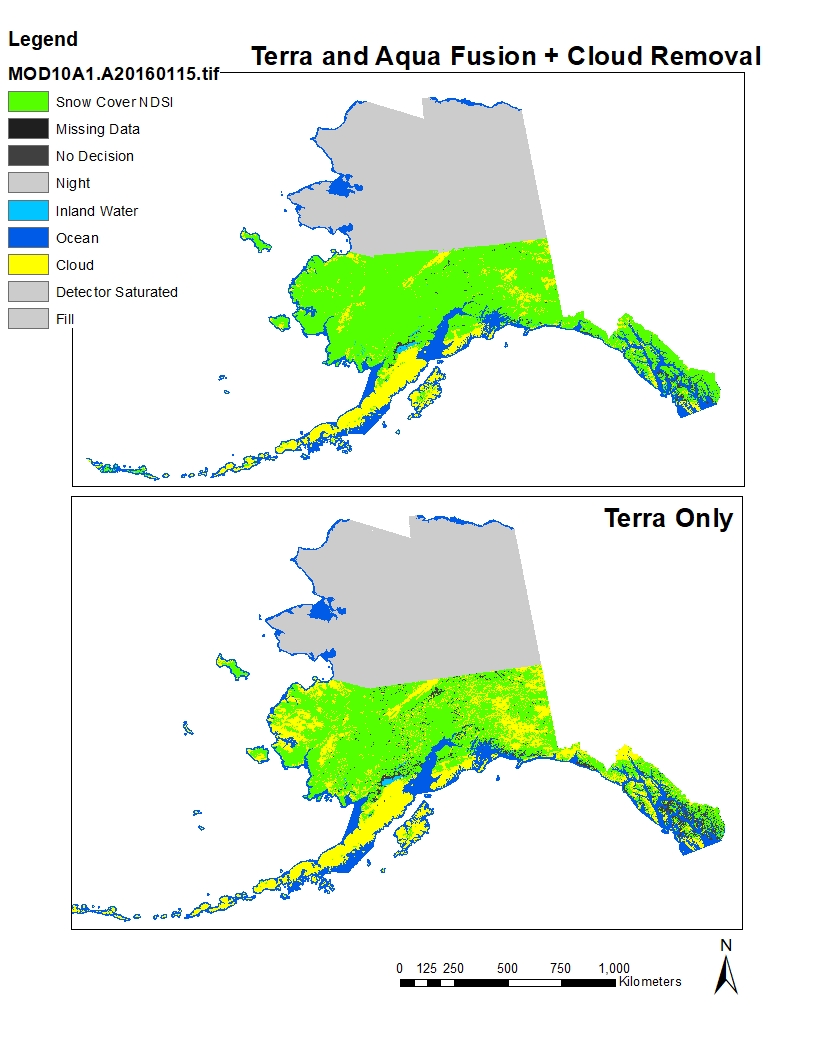 Legend
Terra and Aqua Fusion + Cloud Removal
MOD10A1.A20160115.tif
Snow Cover NDSI
Missing Data
No Decision
Night
Inland Water
Ocean
Cloud
Detector Saturated
Fill
Terra Only
N
0 125 250 500 750 1,000
Kilometers